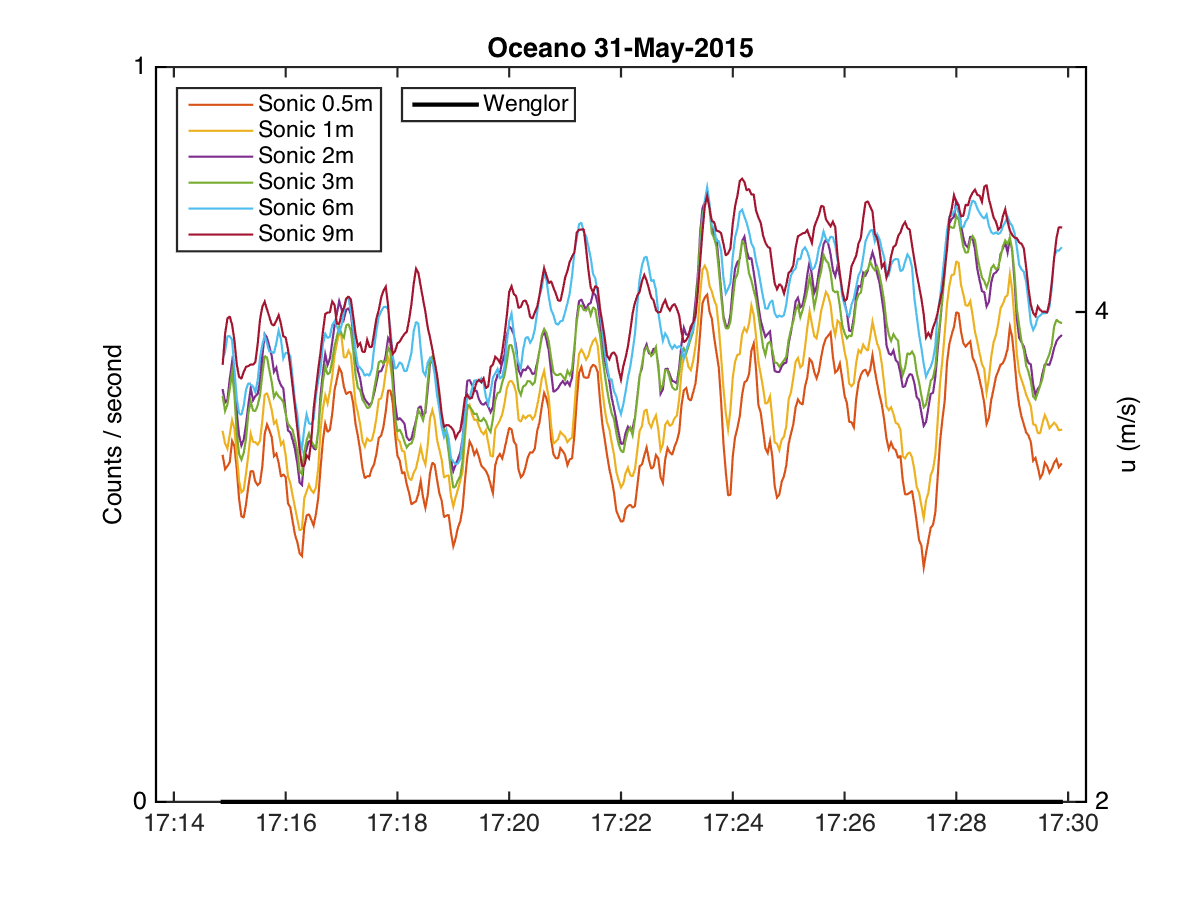 Oceano 31-May-2015
1
Sonic 0.5m
Sonic 1m
Sonic 2m
Sonic 3m
Sonic 6m
Sonic 9m
Wenglor
Counts / second
4
u (m/s)
0
2
17:14 17:16 17:18 17:20 17:22 17:24 17:26 17:28 17:30